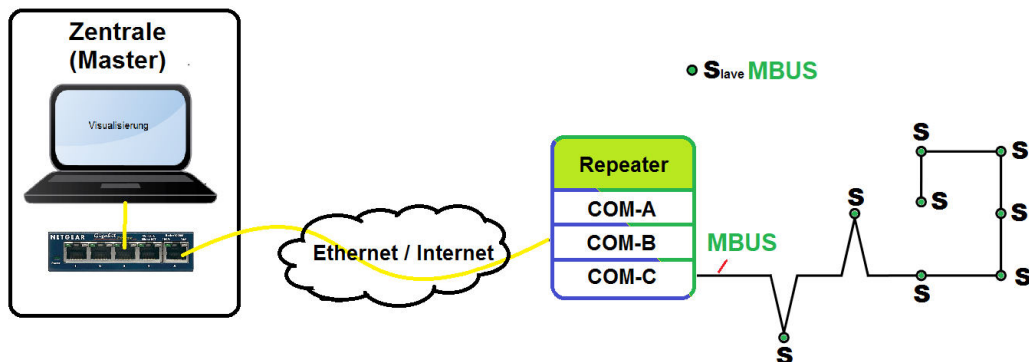 Zentrale
(Master)
Visualisierung
NETGEAR
Ethernet / Internet
Repeater
COM-A
COM-B
COM-C
Slave MBUS
MBUS
S
S
S
S
S
S
S
S